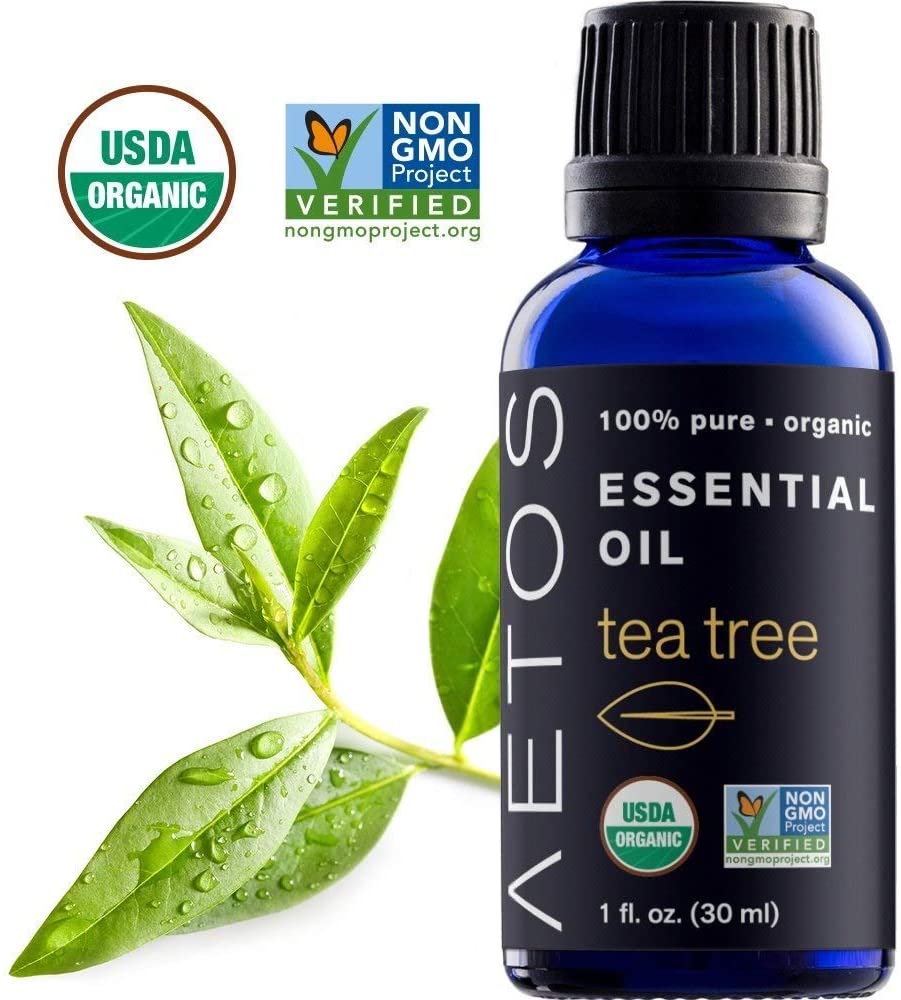 USDA
ORGANIC
NON
GMO
Project
VERIFIED
nongmoproject.org
AETOS
100% pure ▪ organic
ESSENTIAL
OIL
tea tree
USDA
ORGANIC
NON
GMO
Project
VERIFIED
nongmoproject.org
1 fl. oz. (30 ml)